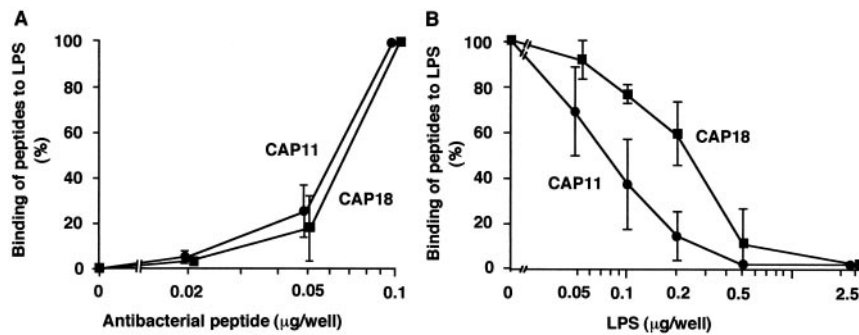 A
Binding of peptides to LPS
(%)
100
80
60
40
20
0
CAP11
CAP18
0
0.02
0.05
0.1
Antibacterial peptide (μg/well)
B
Binding of peptides to LPS
(%)
100
80
60
40
20
0
CAP18
CAP11
0
0.05
0.1
0.2
0.5
2.5
LPS (μg/well)